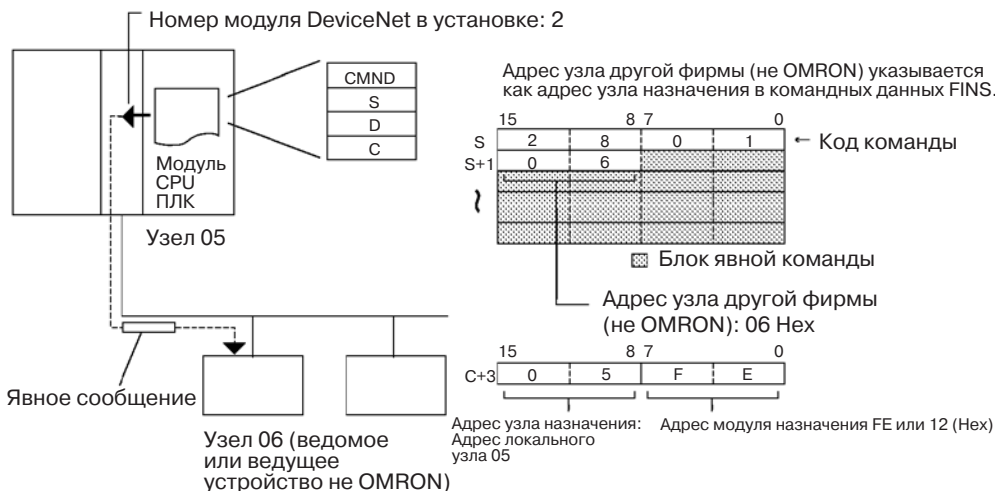 Номер модуля DeviceNet в установке: 2
CMND
S
D
C
Модуль
CPU
ПЛК
Узел 05
Явное сообщение
Узел 06 (ведомое
или ведущее
устройство не OMRON)
Адрес узла другой фирмы (не OMRON) указывается
как адрес узла назначения в командных данных FINS.
15 8 7 0
S 2 8 0 1 ← Код команды
S+1 0 6
Блок явной команды
Адрес узла другой фирмы
(не OMRON): 06 Hex
15 8 7 0
C+3 0 5 F E
Адрес узла назначения:
Адрес локального
узла 05
Адрес модуля назначения FE или 12 (Hex)